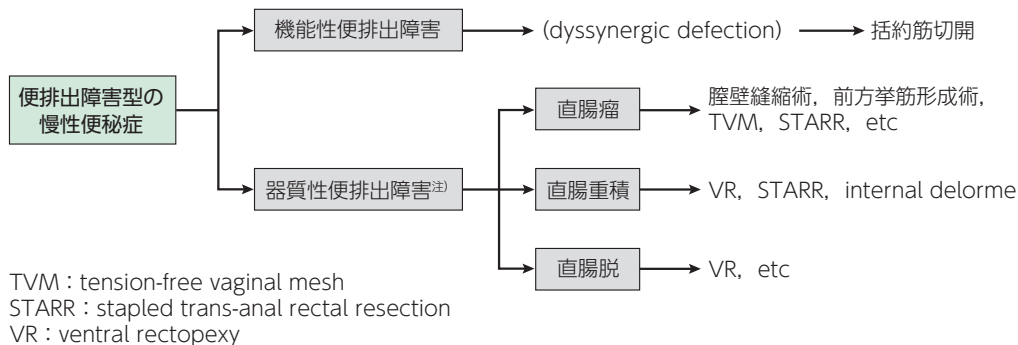 機能性便排出障害
(dyssynergic defection)
括約筋切開
便排出障害型の
慢性便秘症
直腸瘤
膣壁縫縮術，前方挙筋形成術，
TVM，STARR，etc
器質性便排出障害注)
直腸重積
VR，STARR，internal delorme
直腸脱
VR，etc
TVM：tension-free vaginal mesh
STARR：stapled trans-anal rectal resection
VR：ventral rectopexy